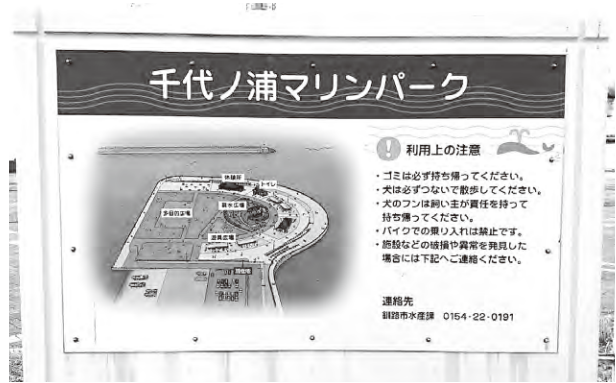 千代ノ浦マリンパーク
利用上の注意
・ゴミは必ず持ち帰ってください。
・犬は必ずつないで散歩してください。
・犬のフンは飼い主が責任を持って
持ち帰ってください。
・バイクでの乗り入れは禁止です。
・施設などの破損や異常を発見した
場合には下記へご連絡ください。
連絡先
釧路市水産課 0154-22-0191
休憩所
トイレ
親水広場
多目的広場
遊具広場